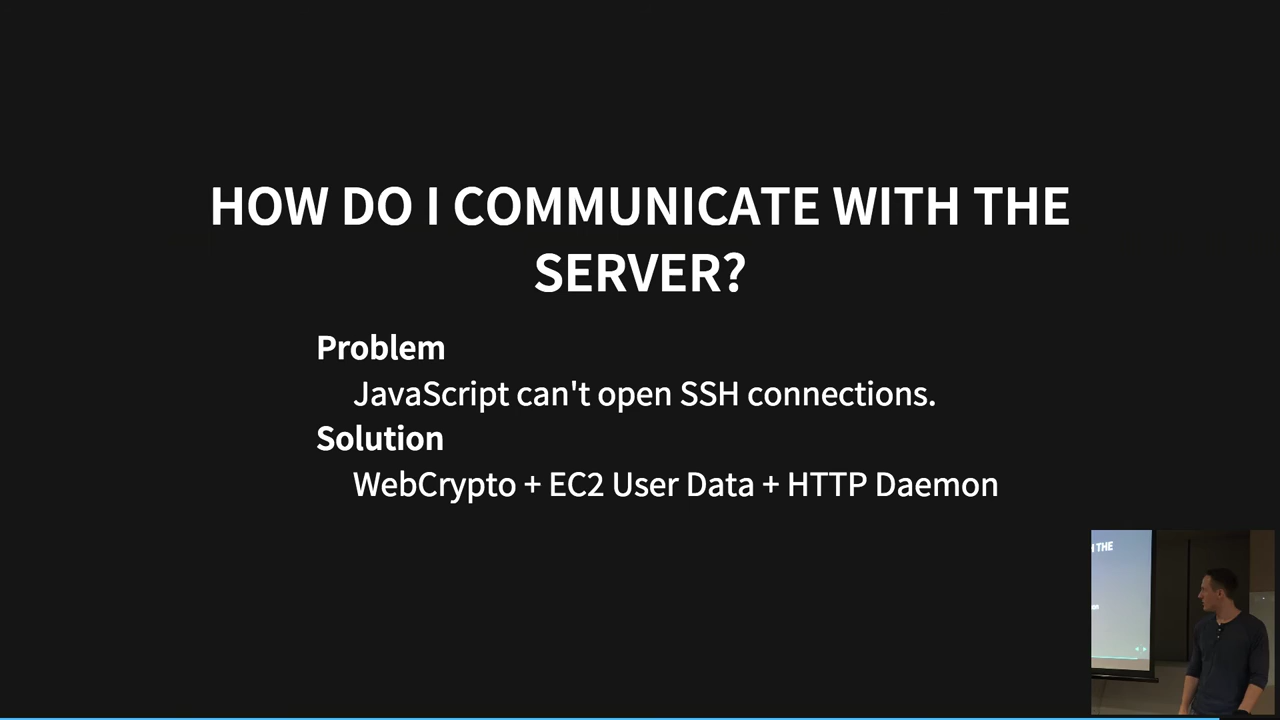 HOW DO I COMMUNICATE WITH THE
SERVER?
Problem
JavaScript can't open SSH connections.
Solution
WebCrypto + EC2 User Data + HTTP Daemon
THE